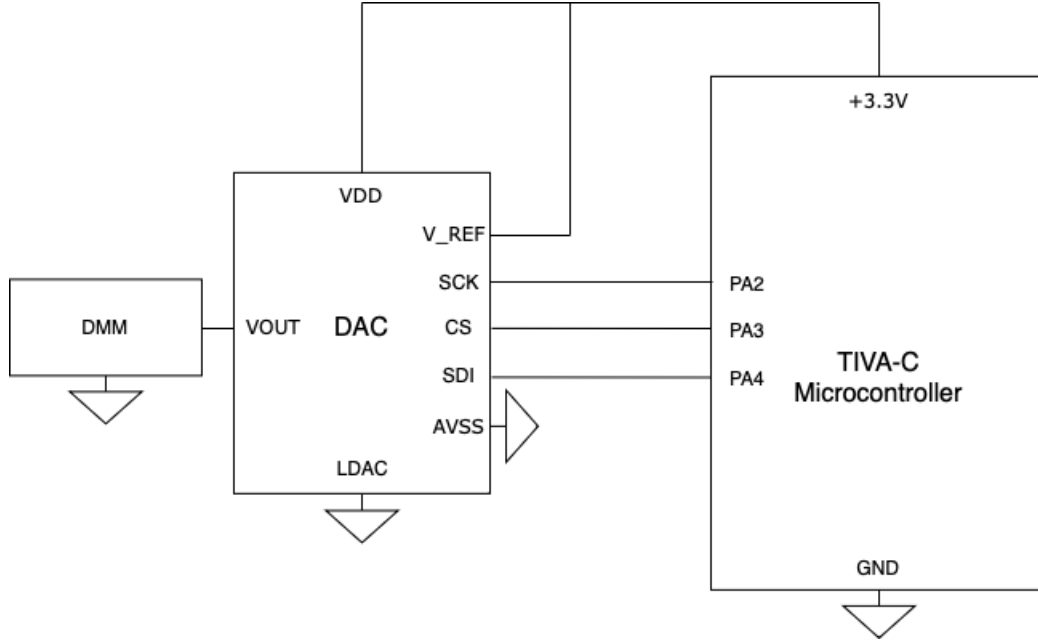 +3.3V
VDD
V_REF
SCK
PA2
DMM
VOUT
DAC
CS
PA3
SDI
PA4
TIVA-C
Microcontroller
AVSS
LDAC
GND